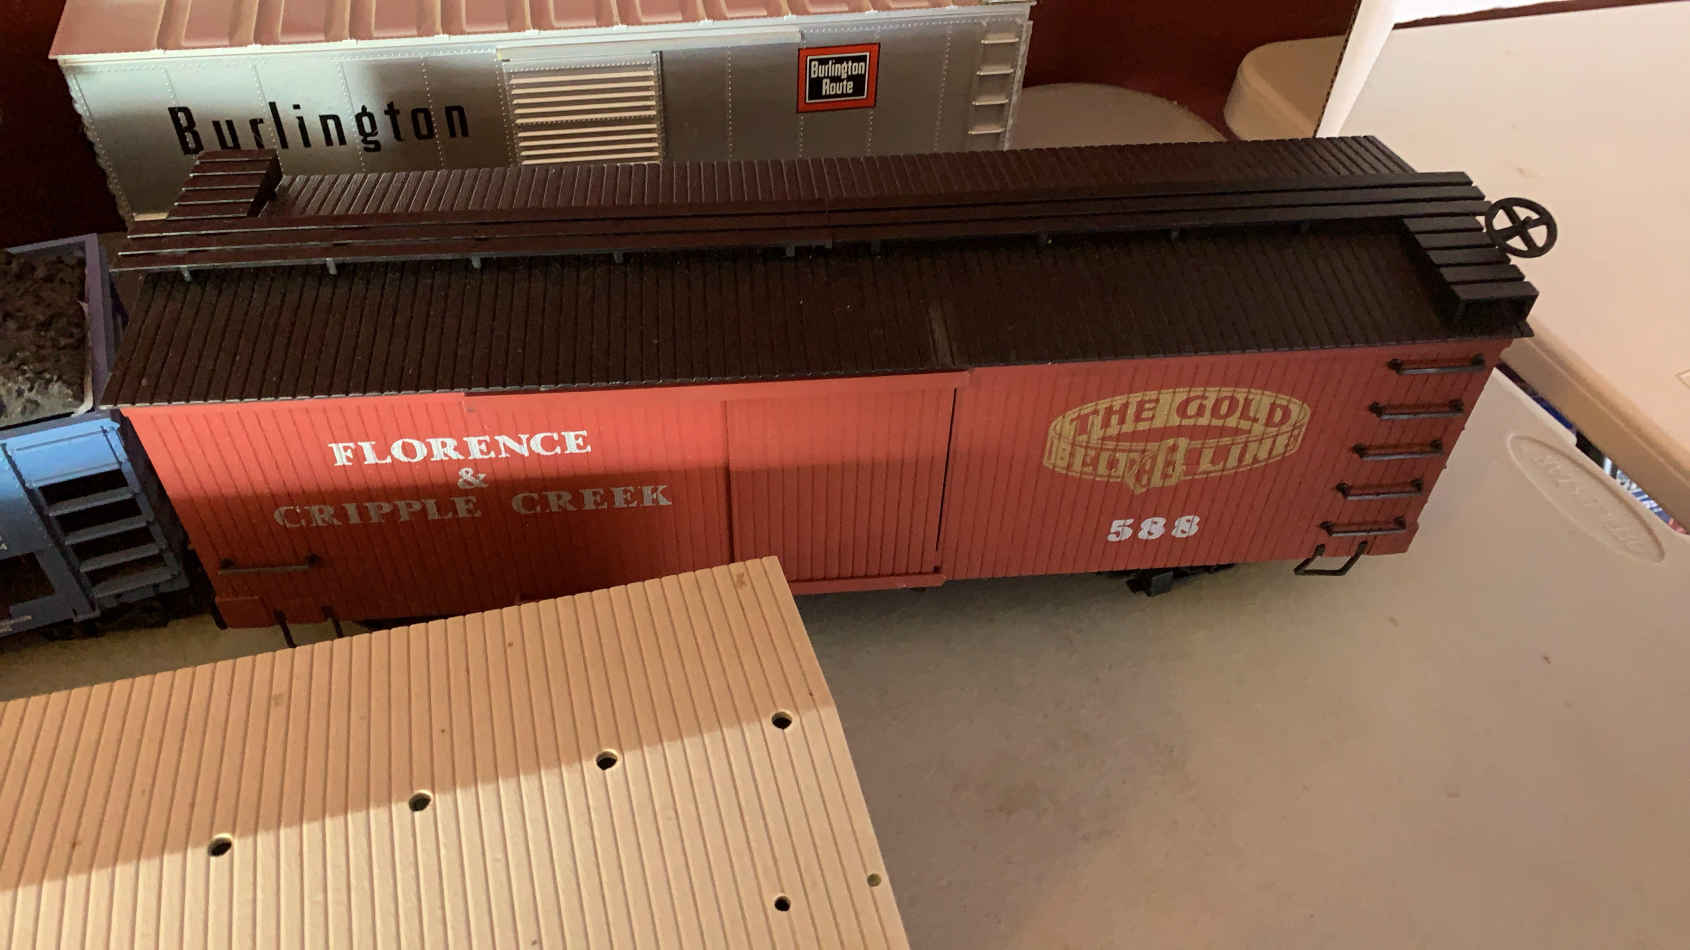 Burlington
Burlington
Route
FLORENCE
&
CRIPPLE CREEK
THE GOLD
BELT LINE
588